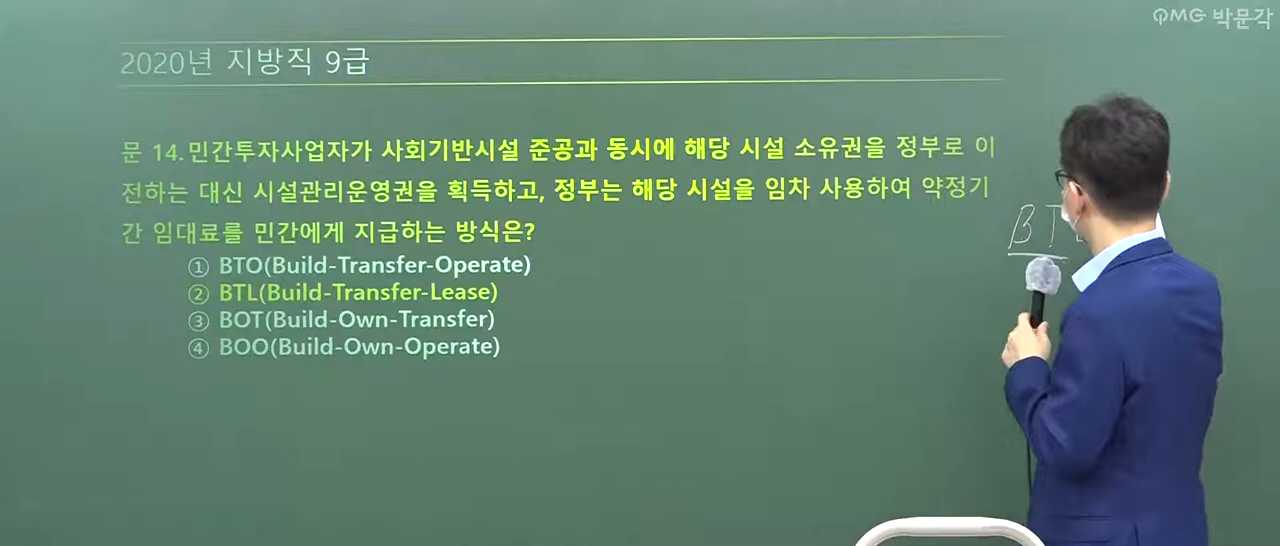 PMG 박문각
2020년 지방직 9급
문 14. 민간투자사업자가 사회기반시설 준공과 동시에 해당 시설 소유권을 정부로 이
전하는 대신 시설관리운영권을 획득하고, 정부는 해당 시설을 임차 사용하여 약정기
간 임대료를 민간에게 지급하는 방식은?
① BTO(Build-Transfer-Operate)
② BTL(Build-Transfer-Lease)
③ BOT(Build-Own-Transfer)
④ BOO(Build-Own-Operate)
BT